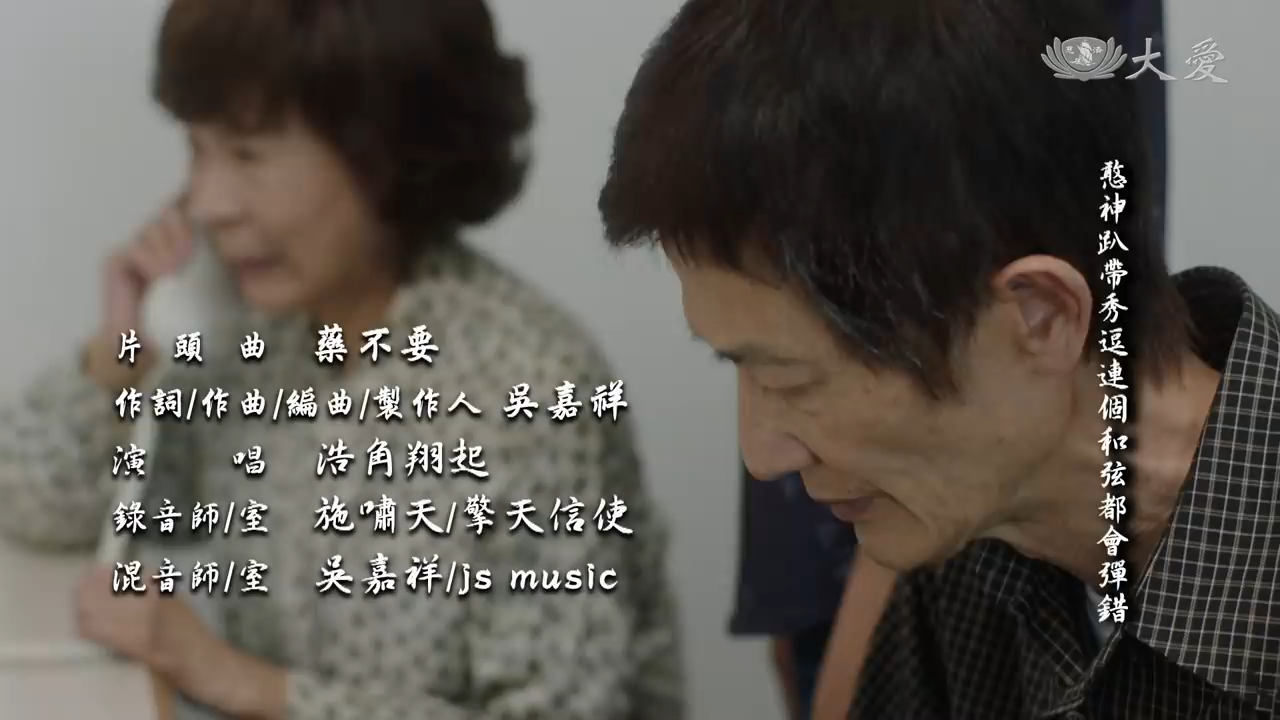 大愛
慈濟
憨神趴帶秀逗連個和弦都會彈錯
片頭曲 藥不要
作詞/作曲/編曲/製作人 吳嘉祥
演唱 浩角翔起
錄音師/室 施嘯天/擎天信使
混音師/室 吳嘉祥/js music